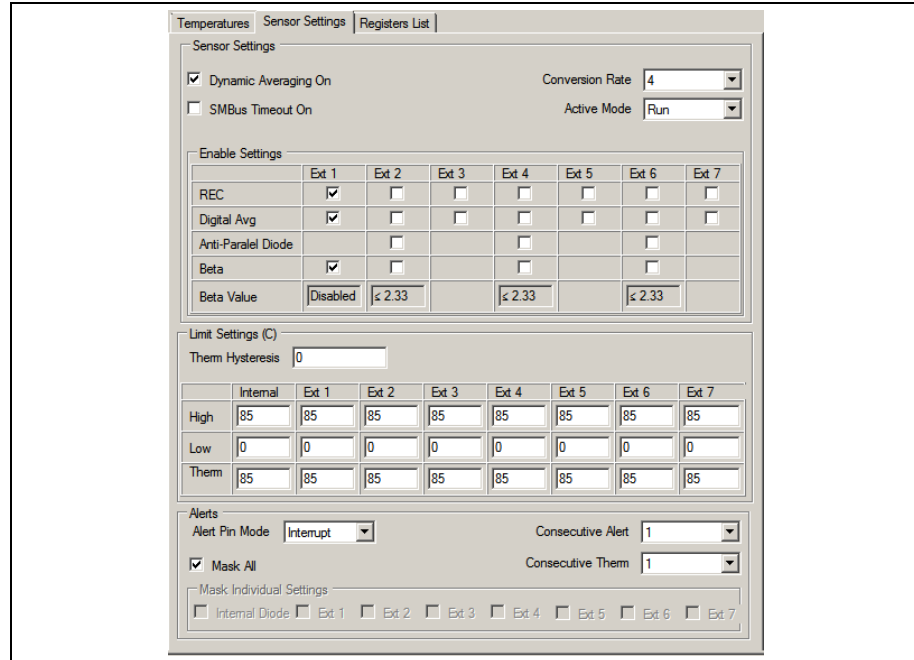 Temperatures Sensor Settings Registers List
Sensor Settings
Dynamic Averaging On Conversion Rate 4
SMBus Timeout On Active Mode Run
Enable Settings
Ext 1 Ext 2 Ext 3 Ext 4 Ext 5 Ext 6 Ext 7
REC
Digital Avg
Anti-Paralel Diode
Beta
Beta Value Disabled ≤ 2.33 ≤ 2.33 ≤ 2.33
Limit Settings (C)
Therm Hysteresis 0
Internal Ext 1 Ext 2 Ext 3 Ext 4 Ext 5 Ext 6 Ext 7
High 85 85 85 85 85 85 85 85
Low 0 0 0 0 0 0 0 0
Therm 85 85 85 85 85 85 85 85
Alerts
Alert Pin Mode Interrupt Consecutive Alert 1
Mask All Consecutive Therm 1
Mask Individual Settings
Internal Diode Ext 1 Ext 2 Ext 3 Ext 4 Ext 5 Ext 6 Ext 7